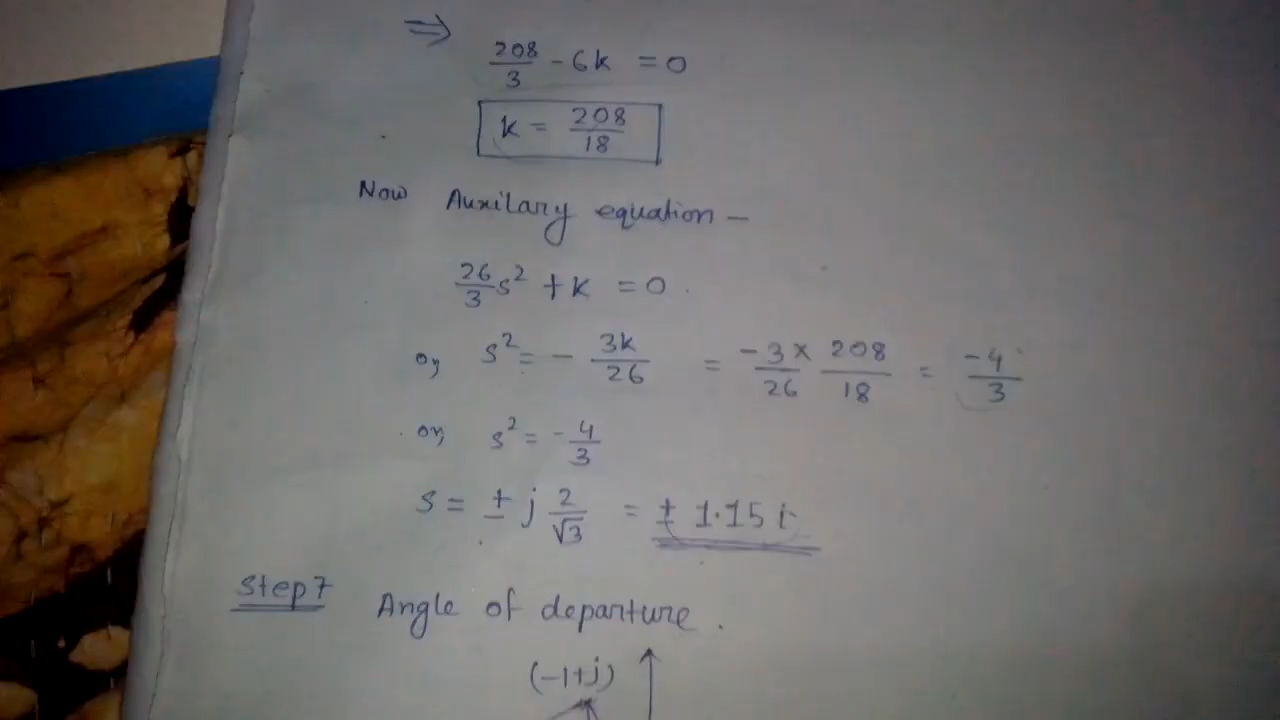 ⇒
208/3 - 6k = 0
k = 208/18
Now Auxilary equation –
26/3 s² + k = 0.
or, s² = - 3k/26 = -3/26 × 208/18 = -4/3
or, s² = - 4/3
s = ± j 2/√3 = ± 1.15 i
Step 7 Angle of departure.
(-1+j)